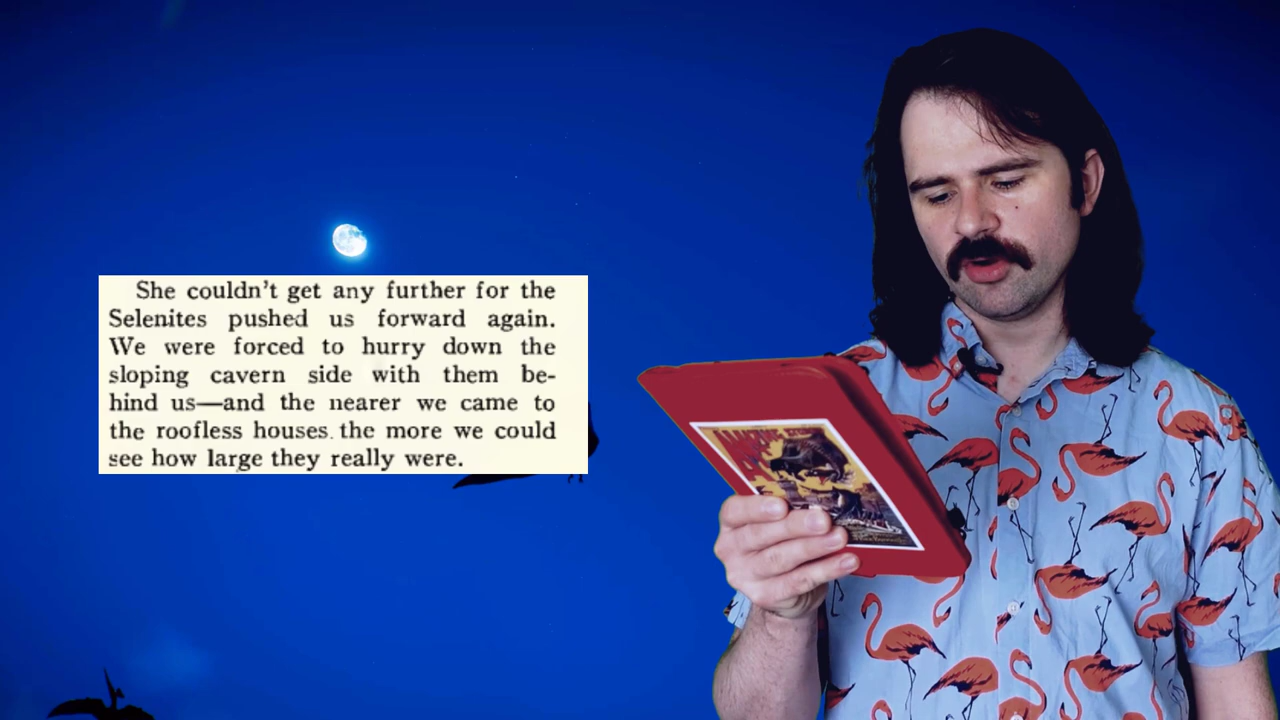 She couldn't get any further for the
Selenites pushed us forward again.
We were forced to hurry down the
sloping cavern side with them be-
hind us—and the nearer we came to
the roofless houses. the more we could
see how large they really were.